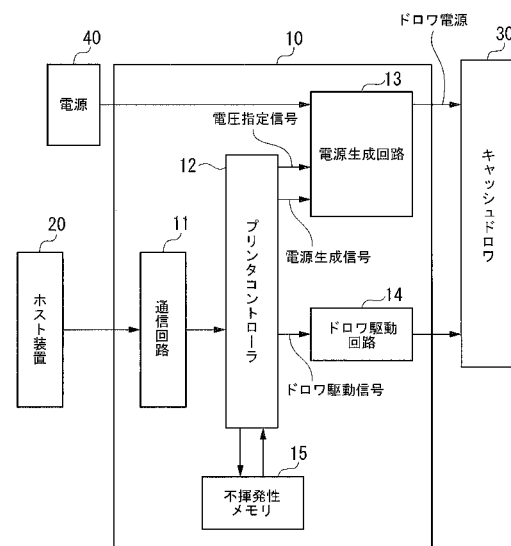 ドロワ電源
30
40
10
13
電源
電圧指定信号
電源生成回路
12
キャッシュドロワ
20
11
電源生成信号
ホスト装置
通信回路
プリンタコントローラ
14
ドロワ駆動
回路
ドロワ駆動信号
15
不揮発性
メモリ